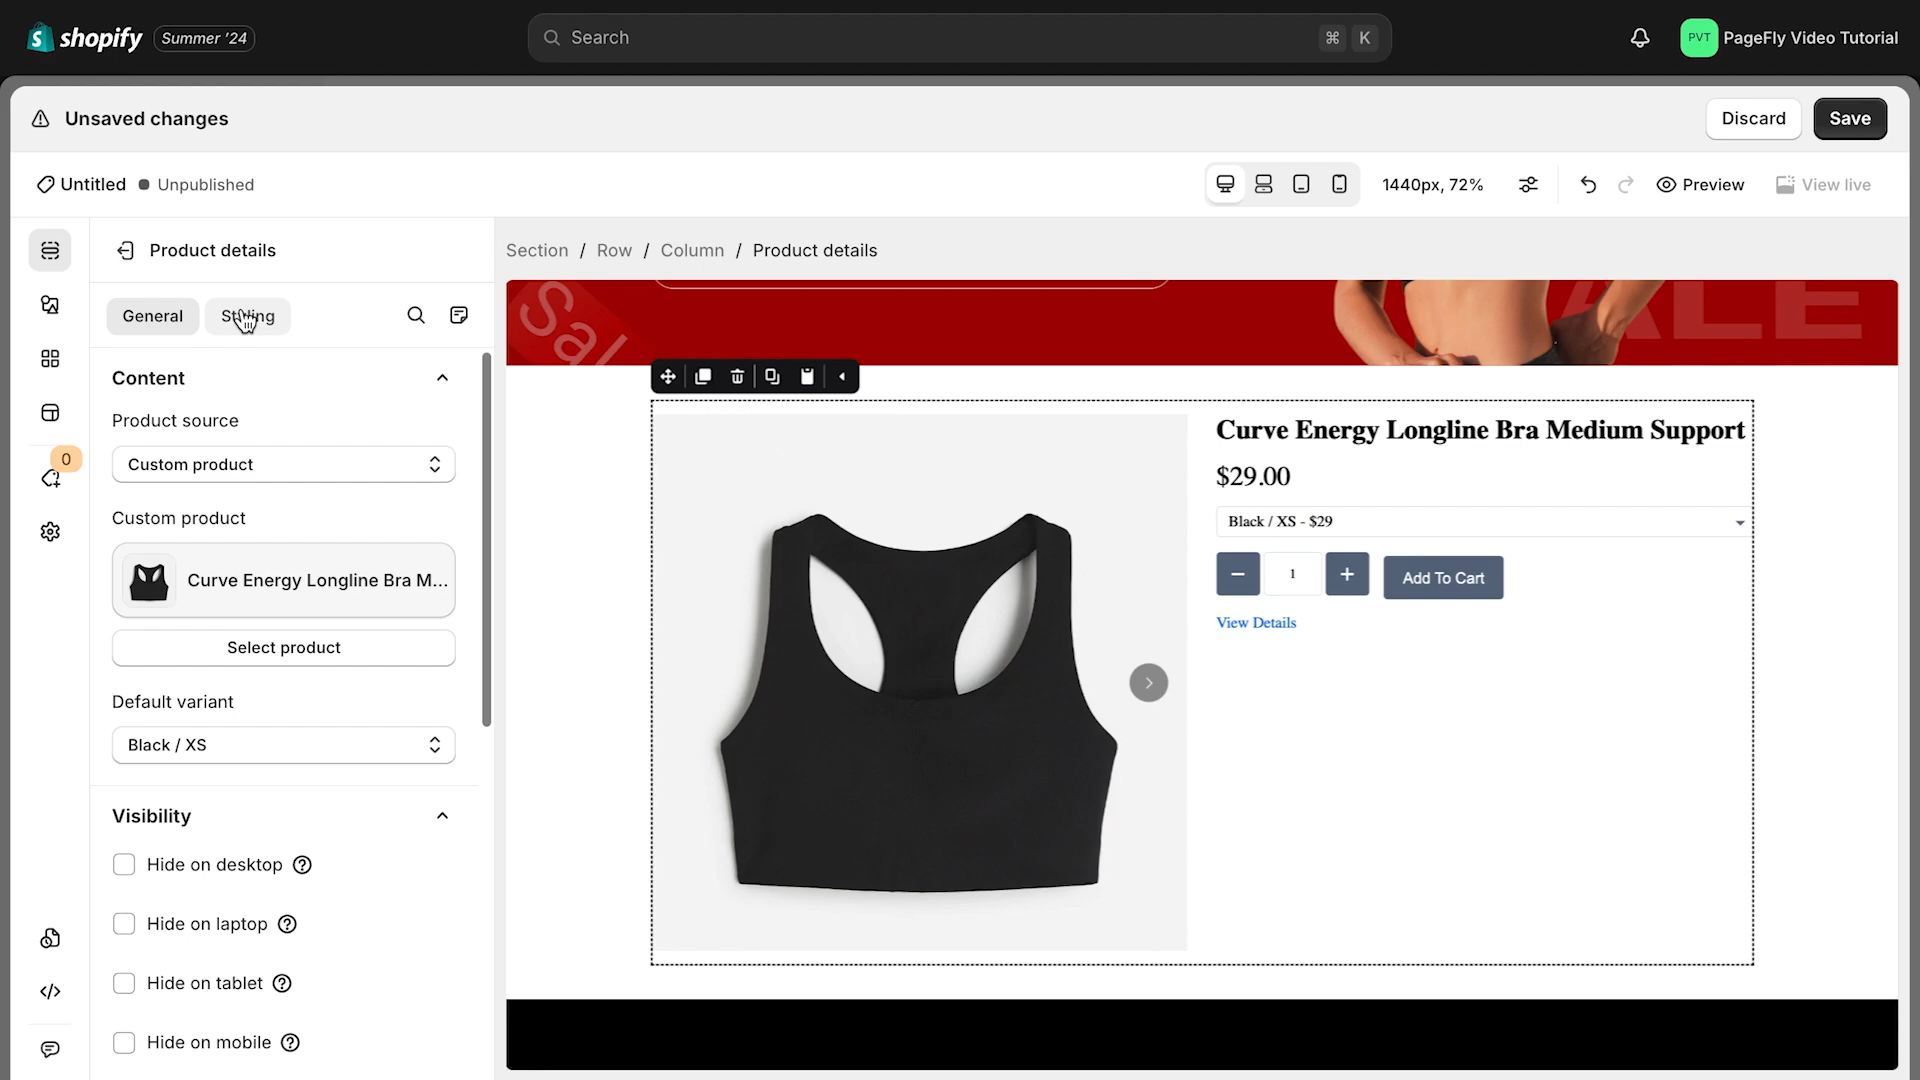 shopify
Summer '24
Search
⌘ K
PVT
PageFly Video Tutorial
Unsaved changes
Discard
Save
Untitled
Unpublished
1440px, 72%
Preview
View live
Product details
Section / Row / Column / Product details
General
Styling
Content
Product source
Custom product
0
Custom product
Curve Energy Longline Bra M...
Select product
Default variant
Black / XS
Visibility
Hide on desktop
Hide on laptop
Hide on tablet
Hide on mobile
Sal
ALE
Curve Energy Longline Bra Medium Support
$29.00
Black / XS - $29
− 1 +
Add To Cart
View Details